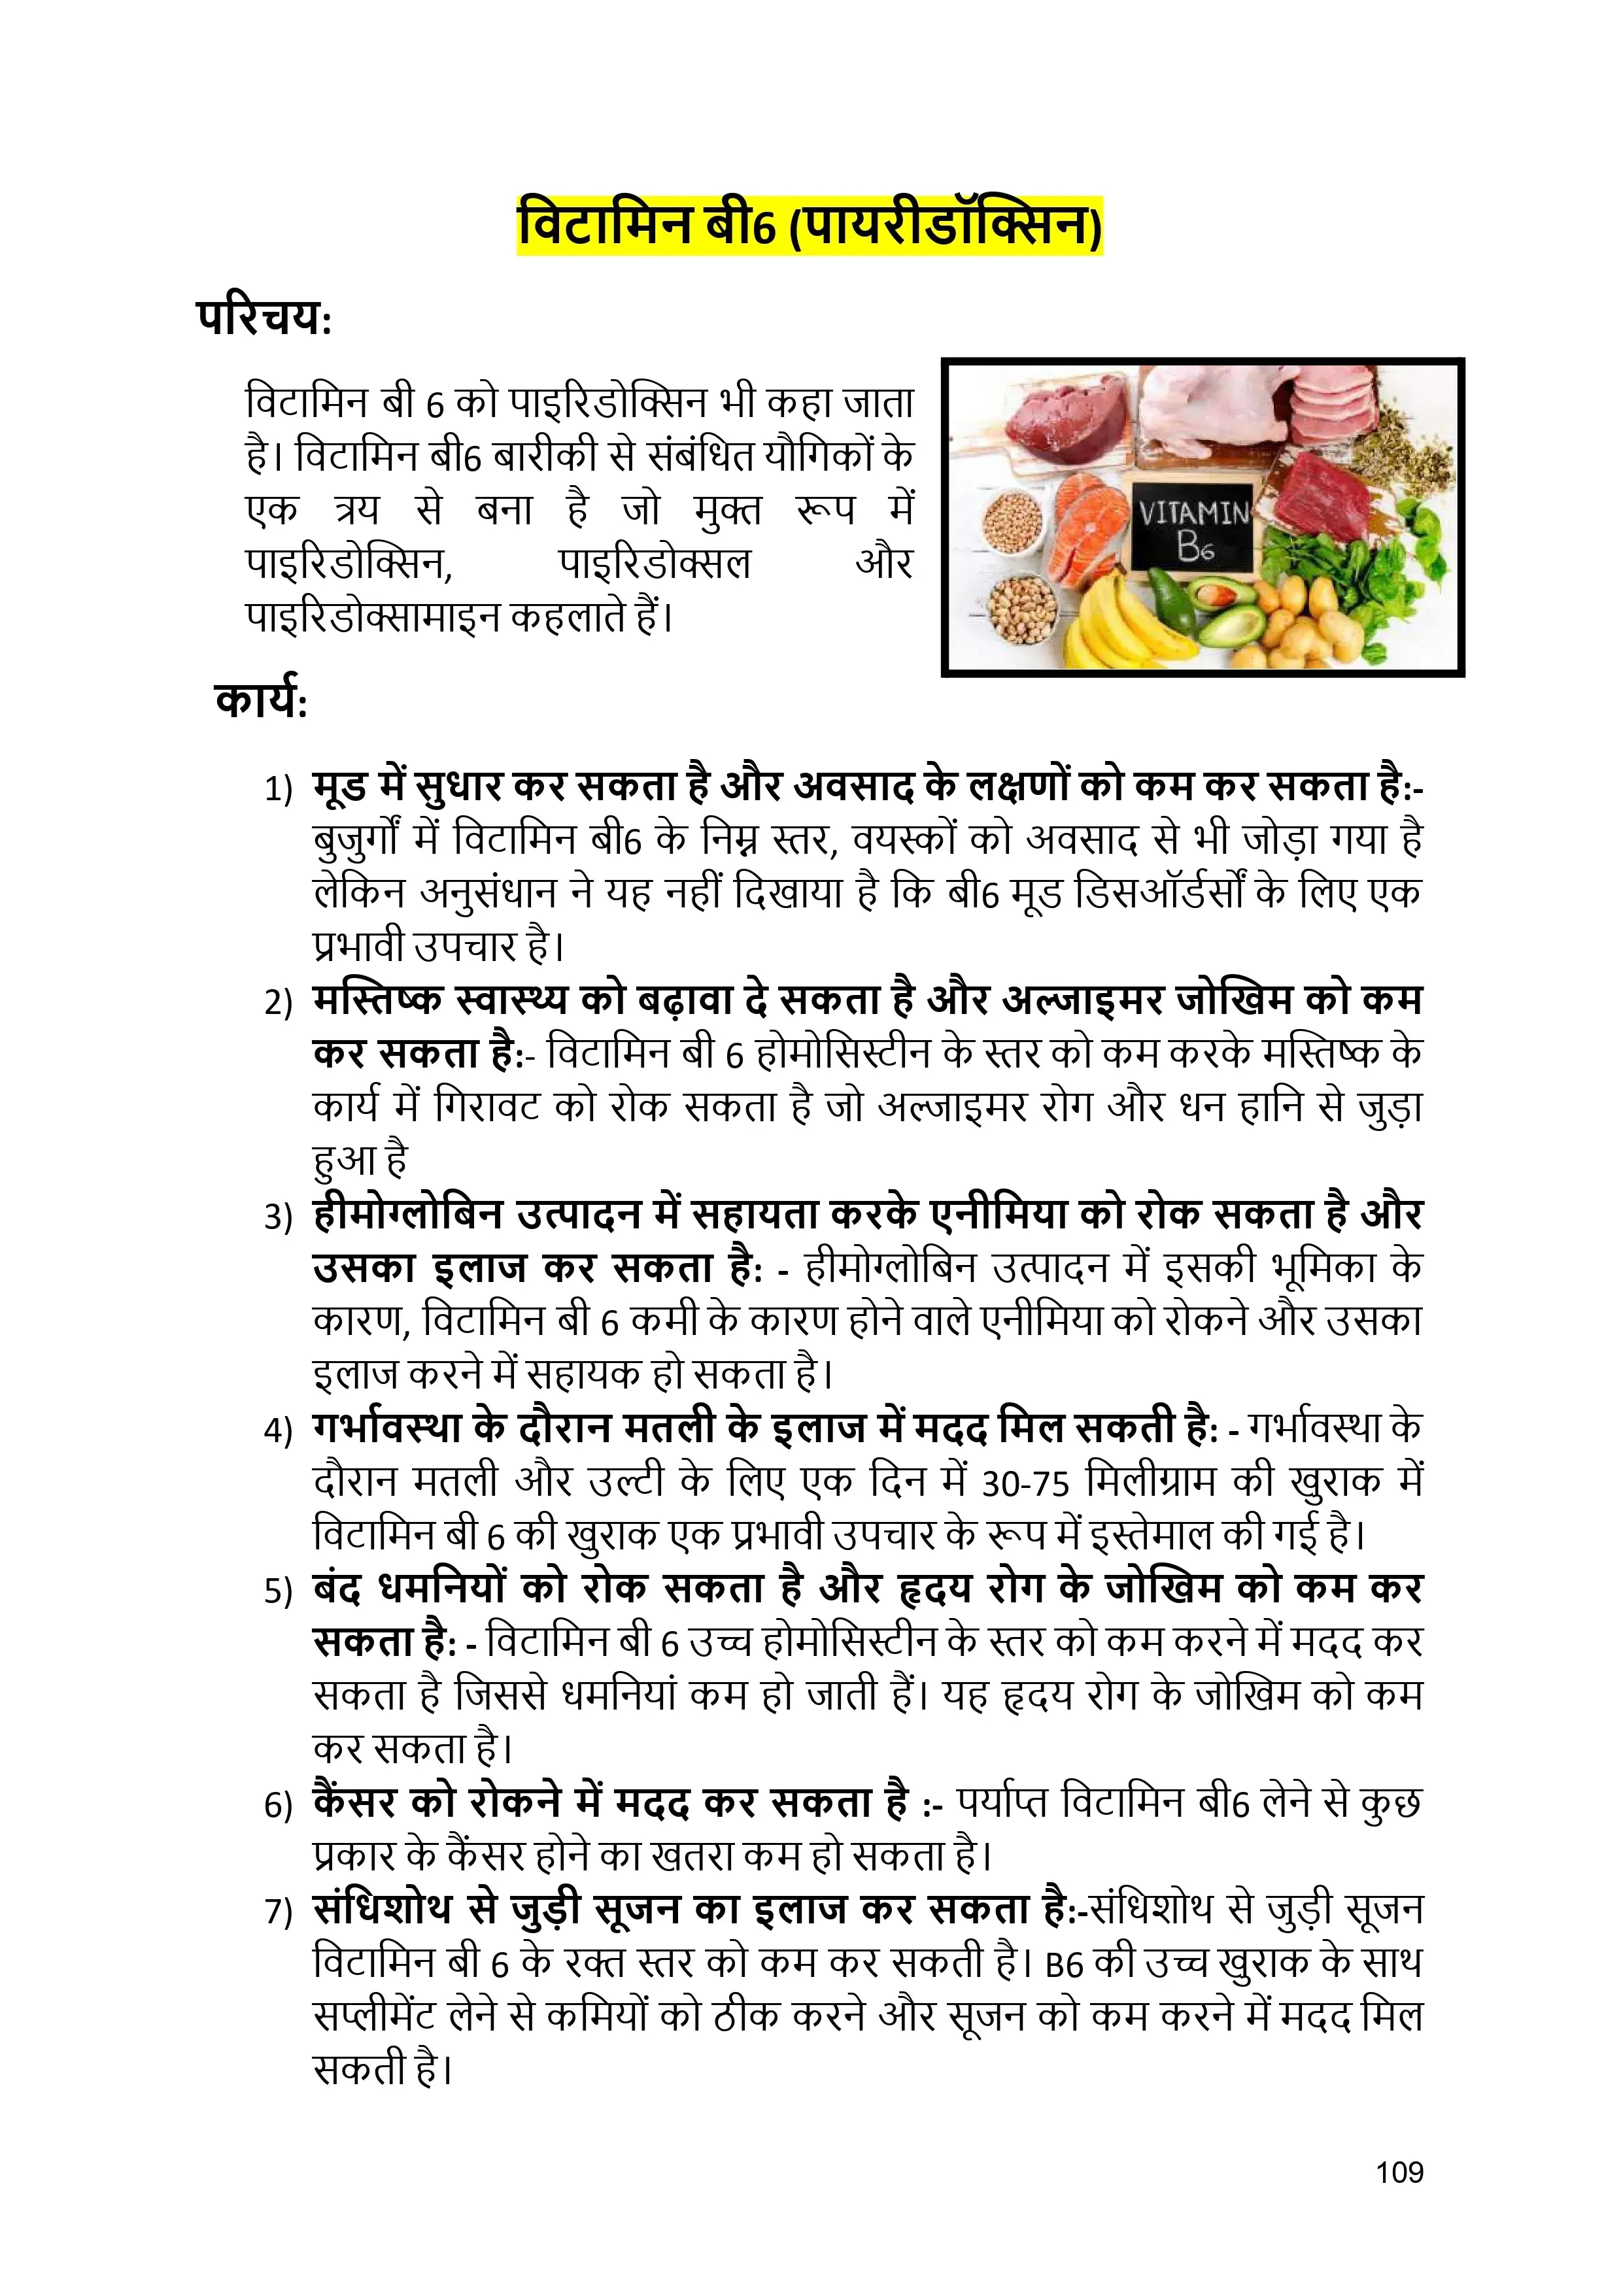 विटामिन बी6 (पायरीडॉक्सिन)
परिचय:
विटामिन बी 6 को पाइरिडोक्सिन भी कहा जाता
है। विटामिन बी6 बारीकी से संबंधित यौगिकों के
एक त्रय से बना है जो मुक्त रूप में
पाइरिडोक्सिन, पाइरिडोक्सल और
पाइरिडोक्सामाइन कहलाते हैं।
VITAMIN
B6
कार्य:
1) मूड में सुधार कर सकता है और अवसाद के लक्षणों को कम कर सकता है:-
बुजुर्गों में विटामिन बी6 के निम्न स्तर, वयस्कों को अवसाद से भी जोड़ा गया है
लेकिन अनुसंधान ने यह नहीं दिखाया है कि बी6 मूड डिसऑर्डर्सों के लिए एक
प्रभावी उपचार है।
2) मस्तिष्क स्वास्थ्य को बढ़ावा दे सकता है और अल्जाइमर जोखिम को कम
कर सकता है:- विटामिन बी 6 होमोसिस्टीन के स्तर को कम करके मस्तिष्क के
कार्य में गिरावट को रोक सकता है जो अल्जाइमर रोग और धन हानि से जुड़ा
हुआ है
3) हीमोग्लोबिन उत्पादन में सहायता करके एनीमिया को रोक सकता है और
उसका इलाज कर सकता है: - हीमोग्लोबिन उत्पादन में इसकी भूमिका के
कारण, विटामिन बी 6 कमी के कारण होने वाले एनीमिया को रोकने और उसका
इलाज करने में सहायक हो सकता है।
4) गर्भावस्था के दौरान मतली के इलाज में मदद मिल सकती है: - गर्भावस्था के
दौरान मतली और उल्टी के लिए एक दिन में 30-75 मिलीग्राम की खुराक में
विटामिन बी 6 की खुराक एक प्रभावी उपचार के रूप में इस्तेमाल की गई है।
5) बंद धमनियों को रोक सकता है और हृदय रोग के जोखिम को कम कर
सकता है: - विटामिन बी 6 उच्च होमोसिस्टीन के स्तर को कम करने में मदद कर
सकता है जिससे धमनियां कम हो जाती हैं। यह हृदय रोग के जोखिम को कम
कर सकता है।
6) कैंसर को रोकने में मदद कर सकता है :- पर्याप्त विटामिन बी6 लेने से कुछ
प्रकार के कैंसर होने का खतरा कम हो सकता है।
7) संधिशोथ से जुड़ी सूजन का इलाज कर सकता है:-संधिशोथ से जुड़ी सूजन
विटामिन बी 6 के रक्त स्तर को कम कर सकती है। B6 की उच्च खुराक के साथ
सप्लीमेंट लेने से कमियों को ठीक करने और सूजन को कम करने में मदद मिल
सकती है।
109